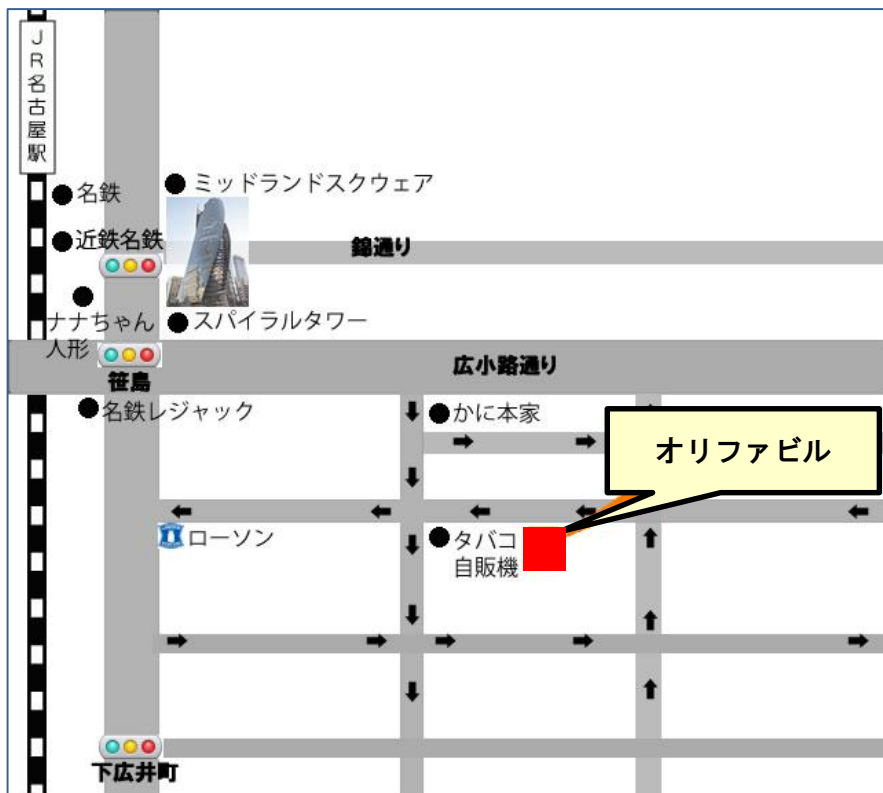 JR名古屋駅
ミッドランドスクウェア
名鉄
近鉄名鉄
錦通り
ナナちゃん
人形
スパイラルタワー
広小路通り
笹島
名鉄レジャック
かに本家
オリファビル
ローソン
タバコ
自販機
下広井町